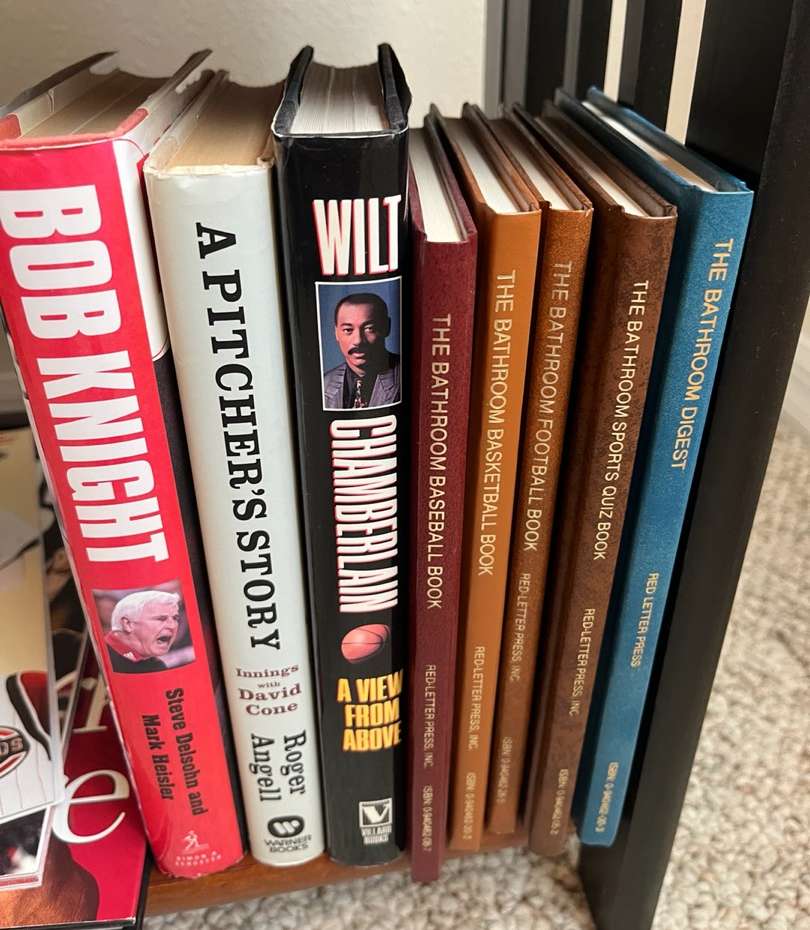 BOB KNIGHT
Steve Delsohn and
Mark Heisler
SIMON &
SCHUSTER
A PITCHER'S STORY
Innings
with
David
Cone
Roger
Angell
WARNER
BOOKS
WILT
CHAMBERLAIN
A VIEW
FROM
ABOVE
V
VILLARD
BOOKS
THE BATHROOM BASEBALL BOOK
RED-LETTER PRESS, INC.
THE BATHROOM BASKETBALL BOOK
RED-LETTER PRESS, INC.
THE BATHROOM FOOTBALL BOOK
RED-LETTER PRESS, INC.
THE BATHROOM SPORTS QUIZ BOOK
RED-LETTER PRESS, INC.
THE BATHROOM DIGEST
RED LETTER PRESS